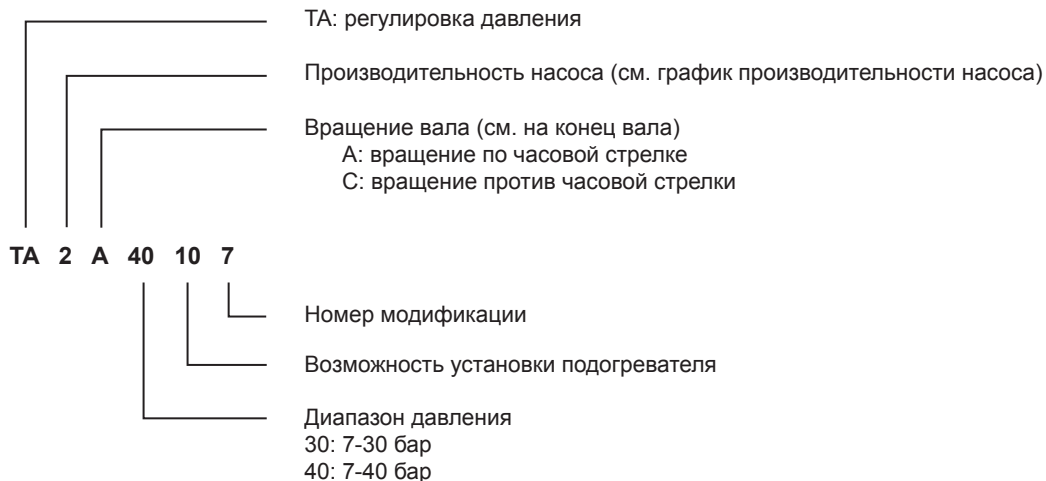 TA: регулировка давления
Производительность насоса (см. график производительности насоса)
Вращение вала (см. на конец вала)
A: вращение по часовой стрелке
C: вращение против часовой стрелки
TA 2 A 40 10 7
Номер модификации
Возможность установки подогревателя
Диапазон давления
30: 7-30 бар
40: 7-40 бар